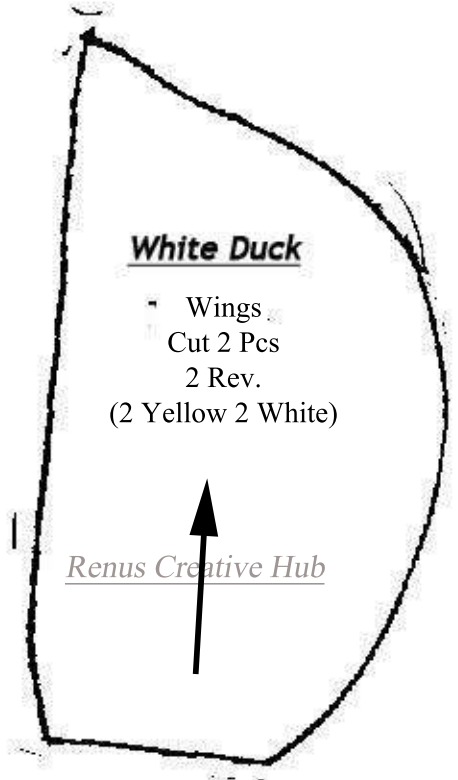 White Duck
Wings
Cut 2 Pcs
2 Rev.
(2 Yellow 2 White)
Renus Creative Hub